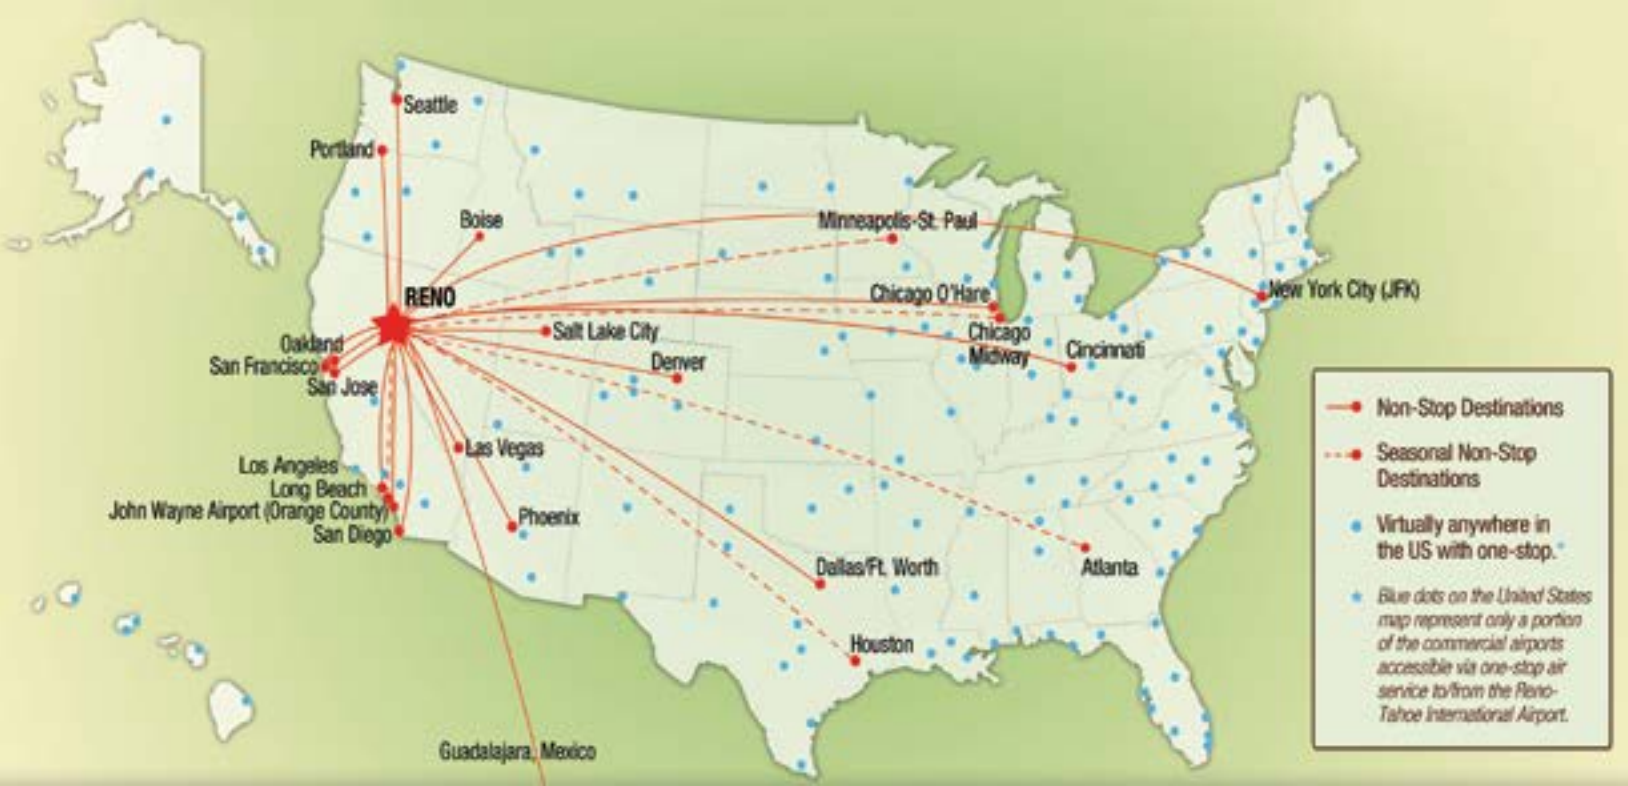 Seattle
Portland
Boise
Minneapolis-St. Paul
RENO
Chicago O'Hare
New York City (JFK)
Oakland
Salt Lake City
Chicago
Midway
Cincinnati
San Francisco
Denver
San Jose
Las Vegas
Los Angeles
Long Beach
John Wayne Airport (Orange County)
San Diego
Phoenix
Dallas/Ft. Worth
Atlanta
Houston
Guadalajara, Mexico
Non-Stop Destinations
Seasonal Non-Stop
Destinations
Virtually anywhere in
the US with one-stop.*
Blue dots on the United States
map represent only a portion
of the commercial airports
accessible via one-stop air
service to/from the Reno-
Tahoe International Airport.